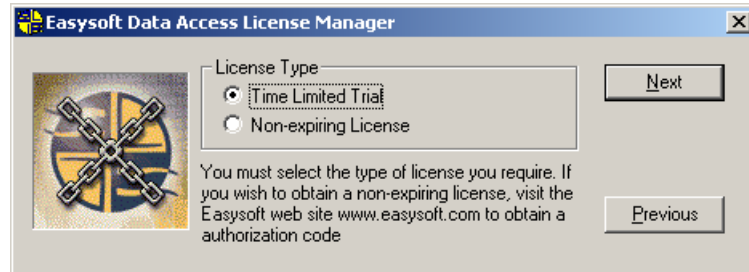 Easysoft Data Access License Manager
License Type
Time Limited Trial
Non-expiring License
Next
You must select the type of license you require. If
you wish to obtain a non-expiring license, visit the
Easysoft web site www.easysoft.com to obtain a
authorization code
Previous